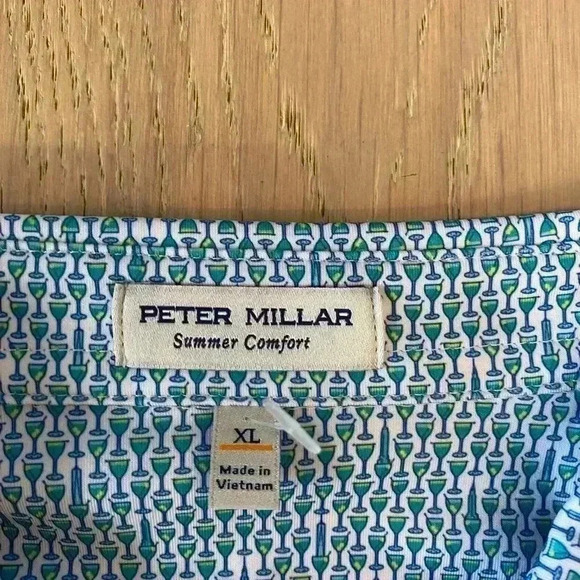 PETER MILLAR
Summer Comfort
XL
Made in
Vietnam